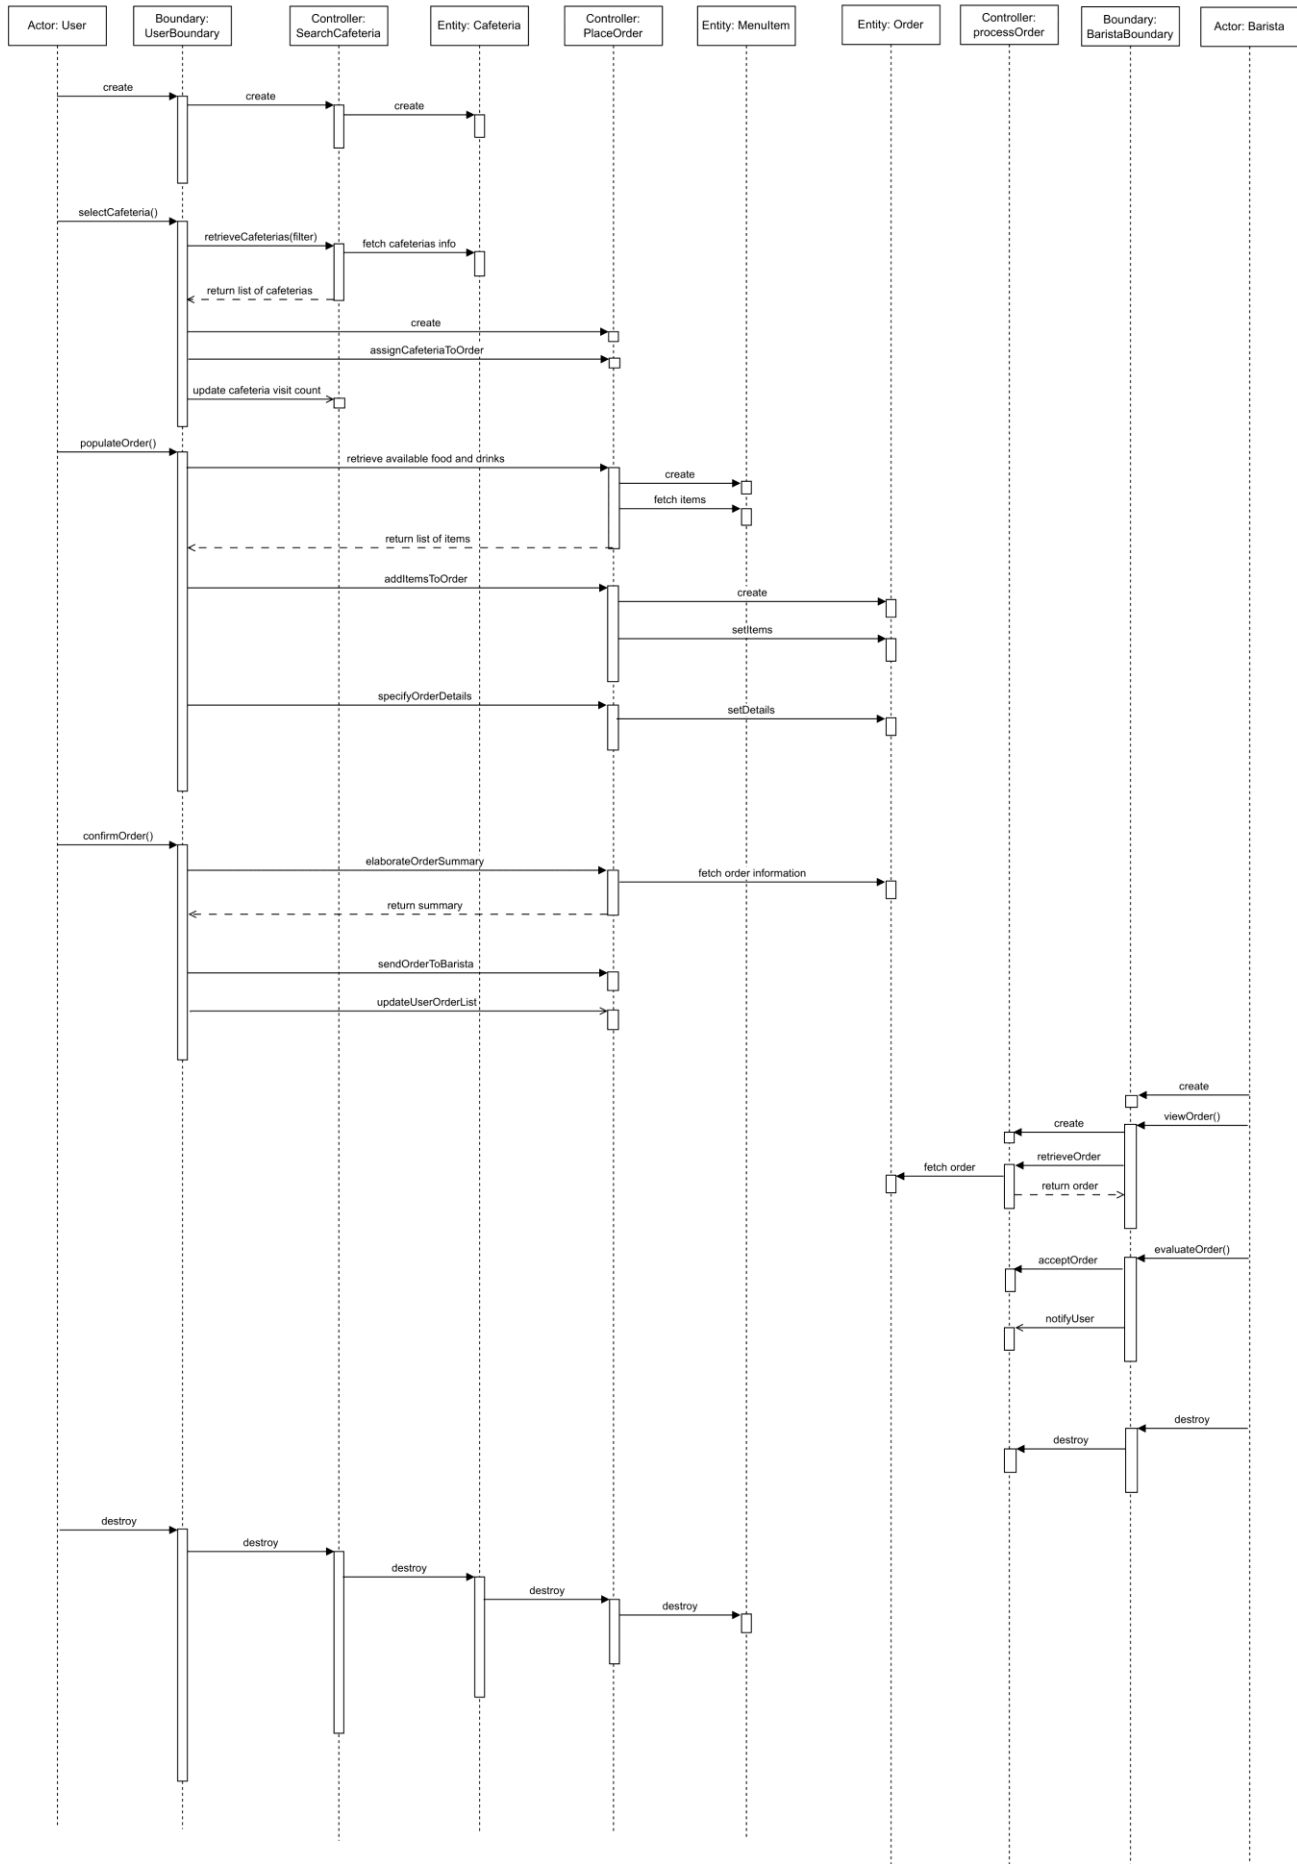 Actor: User
Boundary:
UserBoundary
Controller:
SearchCafeteria
Entity: Cafeteria
Controller:
PlaceOrder
Entity: MenuItem
Entity: Order
Controller:
processOrder
Boundary:
BaristaBoundary
Actor: Barista
create
create
create
selectCafeteria()
retrieveCafeterias(filter)
fetch cafeterias info
return list of cafeterias
create
assignCafeteriaToOrder
update cafeteria visit count
populateOrder()
retrieve available food and drinks
create
fetch items
return list of items
addItemsToOrder
create
setItems
specifyOrderDetails
setDetails
confirmOrder()
elaborateOrderSummary
fetch order information
return summary
sendOrderToBarista
updateUserOrderList
create
viewOrder()
create
retrieveOrder
fetch order
return order
evaluateOrder()
acceptOrder
notifyUser
destroy
destroy
destroy
destroy
destroy
destroy
destroy